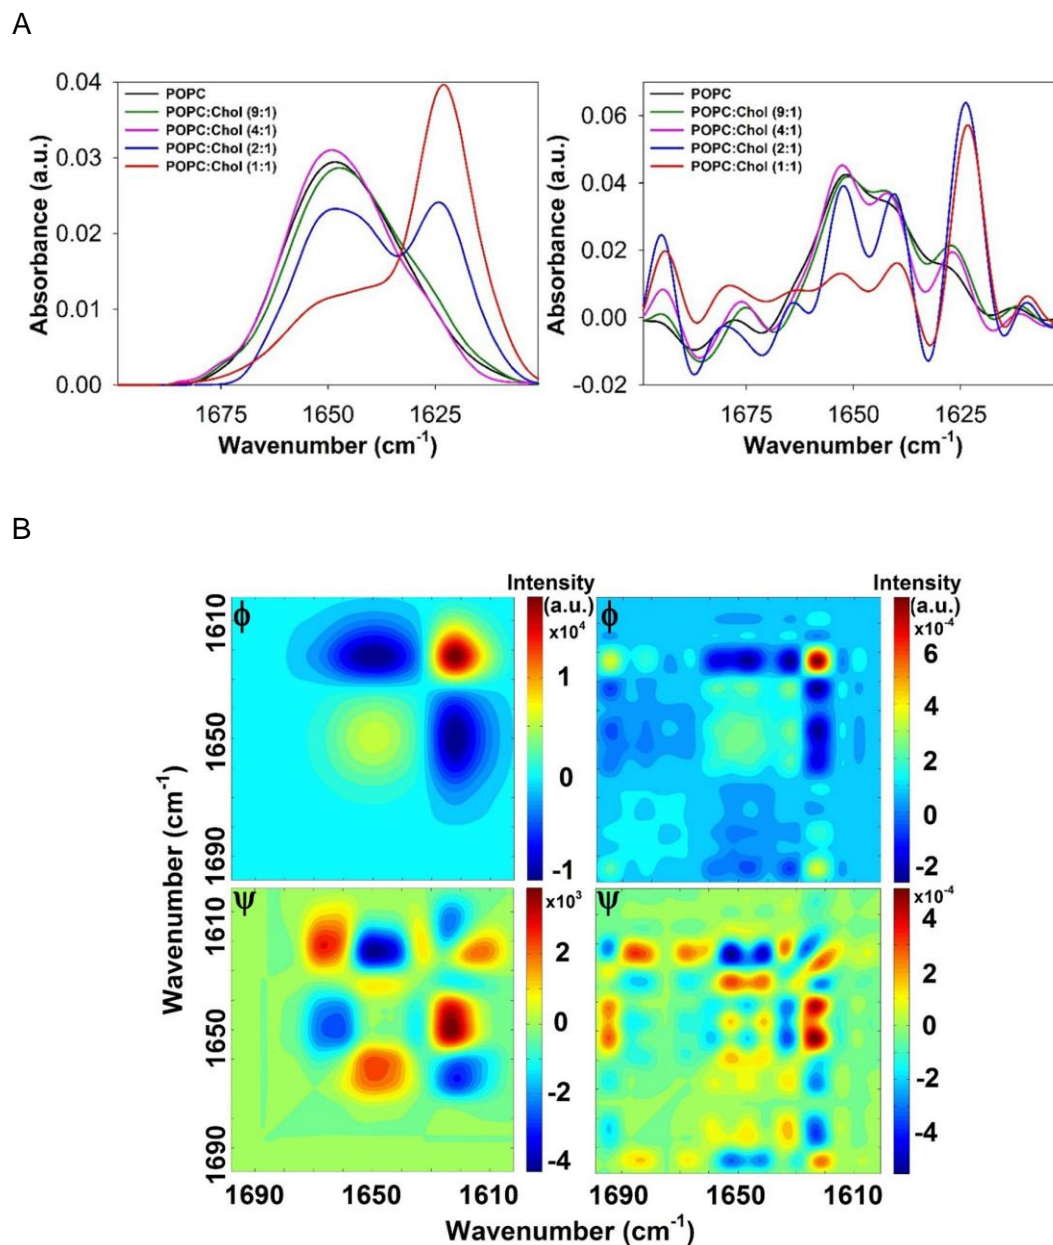 A
0.04
0.03
0.02
0.01
0.00
Absorbance (a.u.)
POPC
POPC:Chol (9:1)
POPC:Chol (4:1)
POPC:Chol (2:1)
POPC:Chol (1:1)
1675 1650 1625
Wavenumber (cm-1)
0.06
0.04
0.02
0.00
-0.02
Absorbance (a.u.)
POPC
POPC:Chol (9:1)
POPC:Chol (4:1)
POPC:Chol (2:1)
POPC:Chol (1:1)
1675 1650 1625
Wavenumber (cm-1)
B
Wavenumber (cm-1)
1610
1650
1690
ϕ
Intensity
(a.u.)
x10⁴
1
0
-1
ϕ
Intensity
(a.u.)
x10⁻⁴
6
4
2
0
-2
1610
1650
1690
ψ
x10³
2
0
-2
-4
ψ
x10⁻⁴
4
2
0
-2
-4
1690 1650 1610
1690 1650 1610
Wavenumber (cm-1)